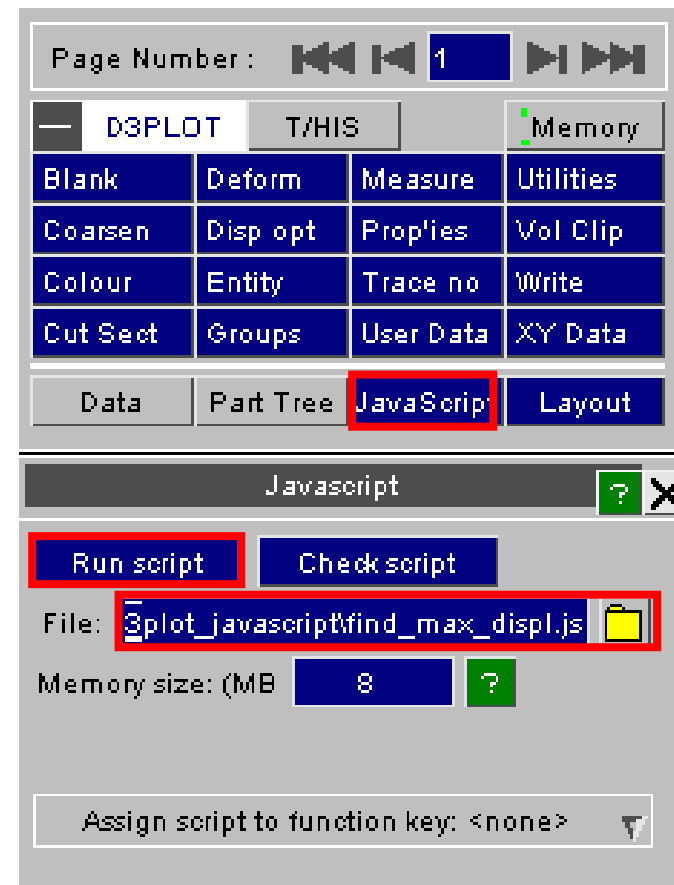 Page Number : 1
D3PLOT T/HIS Memory
Blank Deform Measure Utilities
Coarsen Disp opt Prop'ies Vol Clip
Colour Entity Trace no Write
Cut Sect Groups User Data XY Data
Data Part Tree JavaScrip Layout
Javascript ? X
Run script Check script
File: 3plot_javascript\find_max_displ.js
Memory size: (MB 8 ?
Assign script to function key: <none>